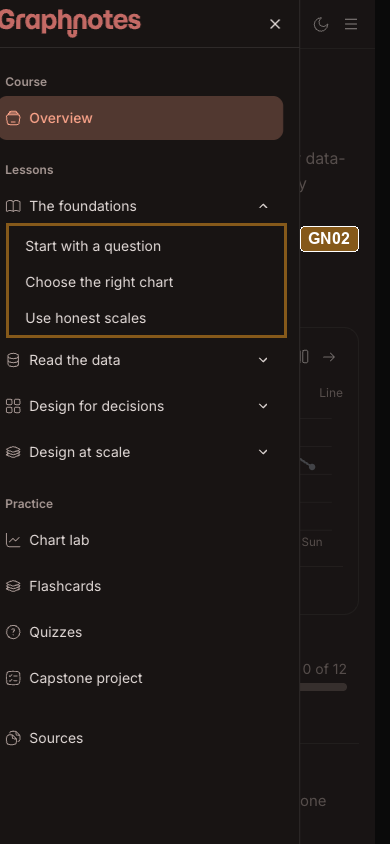 Graphnotes
Course
Overview
Lessons
data-
The foundations
y
GN02
Start with a question
Choose the right chart
Use honest scales
Read the data
Line
Design for decisions
Design at scale
Practice
Sun
Chart lab
Flashcards
Quizzes
0 of 12
Capstone project
Sources
one